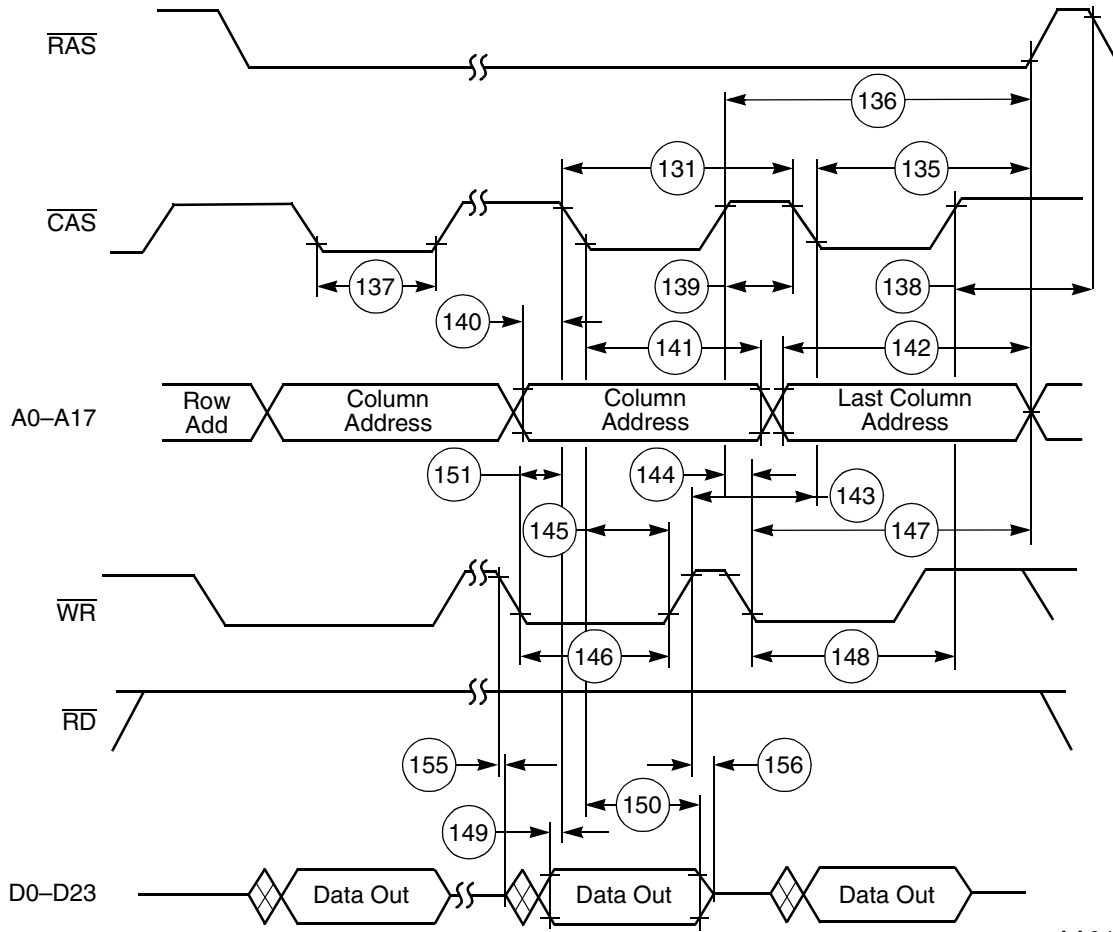 RAS
136
131
135
CAS
137
139
138
140
141
142
A0–A17
Row
Add
Column
Address
Column
Address
Last Column
Address
151
144
143
145
147
WR
146
148
RD
155
156
150
149
D0–D23
Data Out
Data Out
Data Out